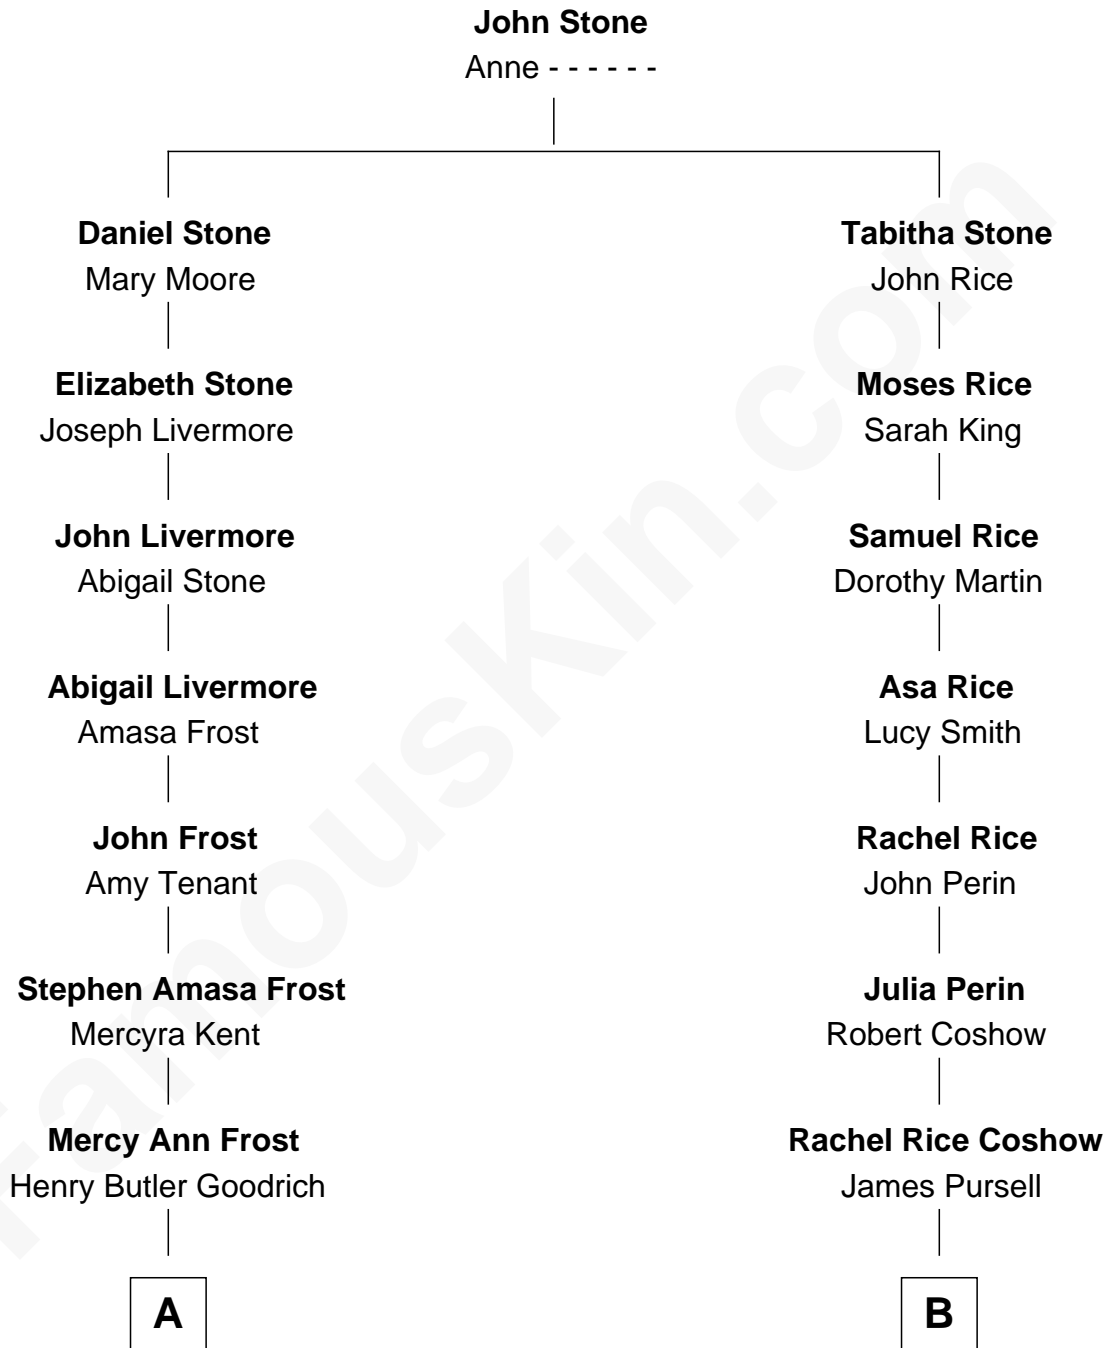 John Stone
Anne - - - - - -
Daniel Stone
Mary Moore
Tabitha Stone
John Rice
Elizabeth Stone
Joseph Livermore
Moses Rice
Sarah King
John Livermore
Abigail Stone
Samuel Rice
Dorothy Martin
Abigail Livermore
Amasa Frost
Asa Rice
Lucy Smith
John Frost
Amy Tenant
Rachel Rice
John Perin
Stephen Amasa Frost
Mercyra Kent
Julia Perin
Robert Coshow
Mercy Ann Frost
Henry Butler Goodrich
Rachel Rice Coshow
James Pursell
A
B
FamousKin.com